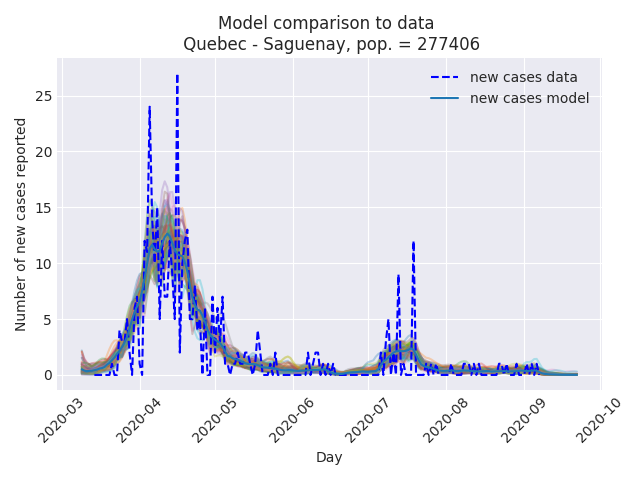 Model comparison to data
Quebec - Saguenay, pop. = 277406
new cases data
new cases model
Number of new cases reported
25
20
15
10
5
0
2020-03
2020-04
2020-05
2020-06
2020-07
2020-08
2020-09
2020-10
Day